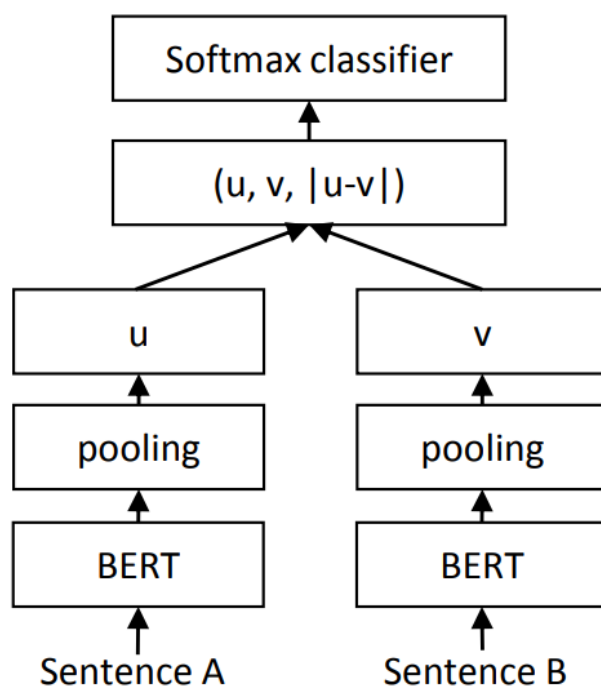 Softmax classifier
(u, v, |u-v|)
u
v
pooling
pooling
BERT
BERT
Sentence A
Sentence B